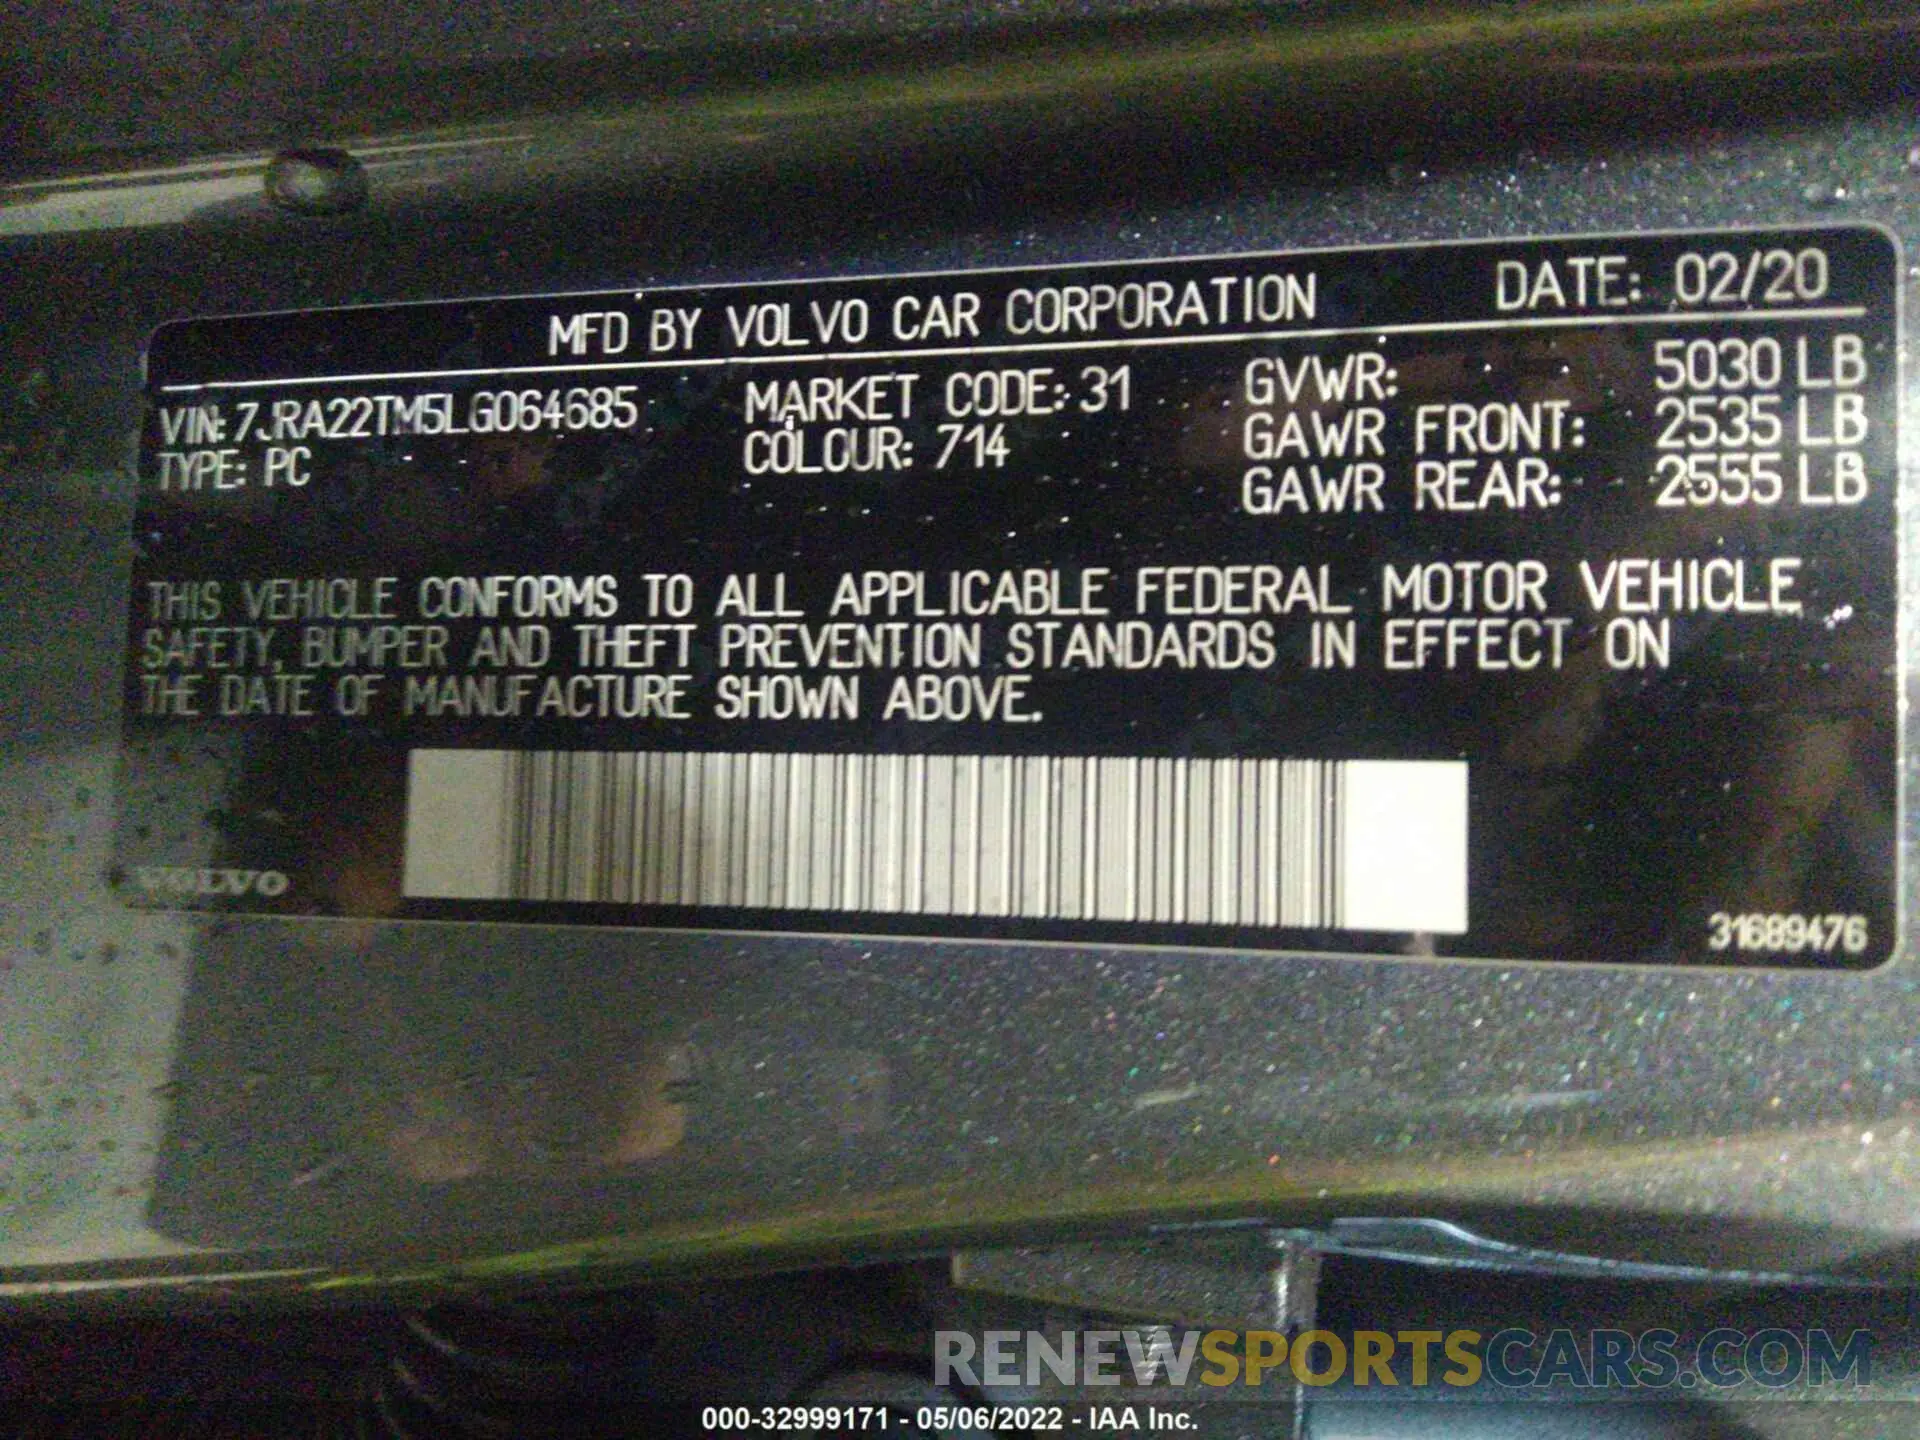 MFD BY VOLVO CAR CORPORATION DATE: 02/20
VIN: 7JRA22TM5LG064685 MARKET CODE: 31 GVWR: 5030 LB
TYPE: PC COLOUR: 714 GAWR FRONT: 2535 LB
GAWR REAR: 2555 LB
THIS VEHICLE CONFORMS TO ALL APPLICABLE FEDERAL MOTOR VEHICLE
SAFETY, BUMPER AND THEFT PREVENTION STANDARDS IN EFFECT ON
THE DATE OF MANUFACTURE SHOWN ABOVE.
VOLVO
31689476
RENEWSPORTSCARS.COM
000-32999171 - 05/06/2022 - IAA Inc.